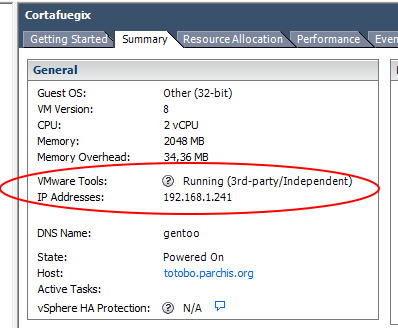 Cortafuegix
Getting Started Summary Resource Allocation Performance Even
General
Guest OS: Other (32-bit)
VM Version: 8
CPU: 2 vCPU
Memory: 2048 MB
Memory Overhead: 34,36 MB
VMware Tools: Running (3rd-party/Independent)
IP Addresses: 192.168.1.241
DNS Name: gentoo
State: Powered On
Host: totobo.parchis.org
Active Tasks:
vSphere HA Protection: N/A